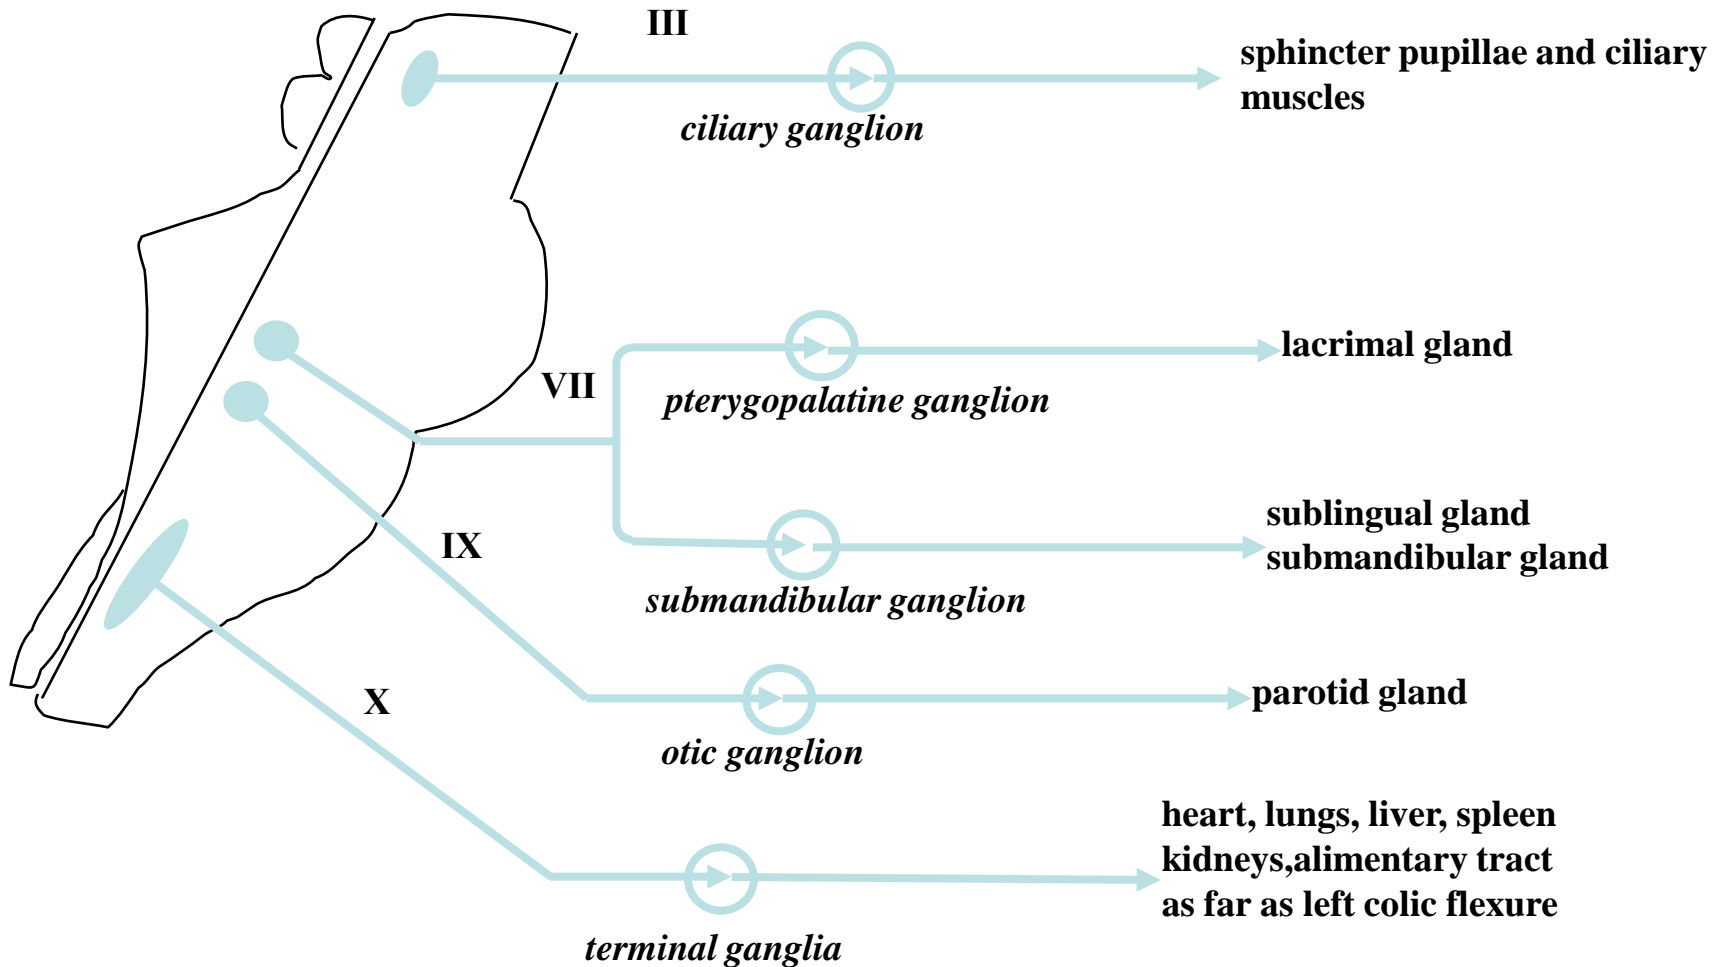 III
sphincter pupillae and ciliary
muscles
ciliary ganglion
lacrimal gland
VII
pterygopalatine ganglion
sublingual gland
submandibular gland
IX
submandibular ganglion
X
parotid gland
otic ganglion
heart, lungs, liver, spleen
kidneys,alimentary tract
as far as left colic flexure
terminal ganglia